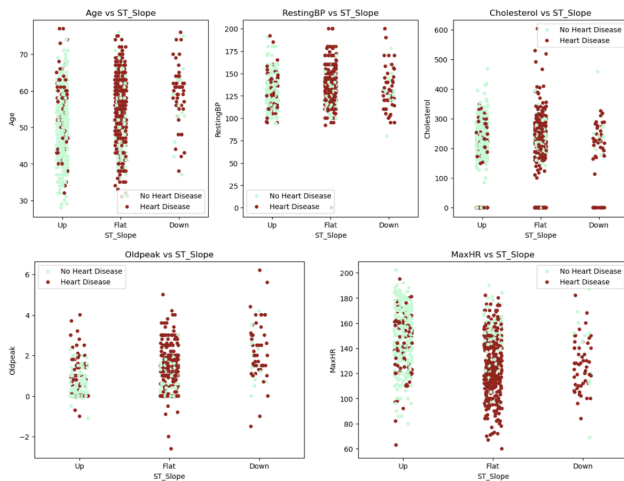 Age vs ST_Slope
Age
80
70
60
50
40
30
No Heart Disease
Heart Disease
Up
Flat
Down
ST_Slope
RestingBP vs ST_Slope
RestingBP
200
175
150
125
100
75
50
25
0
No Heart Disease
Heart Disease
Up
Flat
Down
ST_Slope
Cholesterol vs ST_Slope
Cholesterol
600
500
400
300
200
100
0
No Heart Disease
Heart Disease
Up
Flat
Down
ST_Slope
Oldpeak vs ST_Slope
Oldpeak
6
4
2
0
−2
No Heart Disease
Heart Disease
Up
Flat
Down
ST_Slope
MaxHR vs ST_Slope
MaxHR
200
180
160
140
120
100
80
60
No Heart Disease
Heart Disease
Up
Flat
Down
ST_Slope